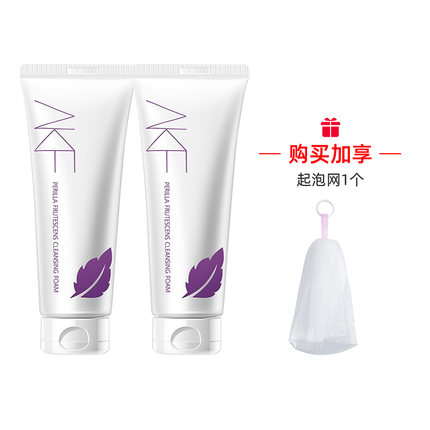 AKF
PERILLA FRUTESCENS CLEANSING FOAM
AKF
PERILLA FRUTESCENS CLEANSING FOAM
购买加享
起泡网1个